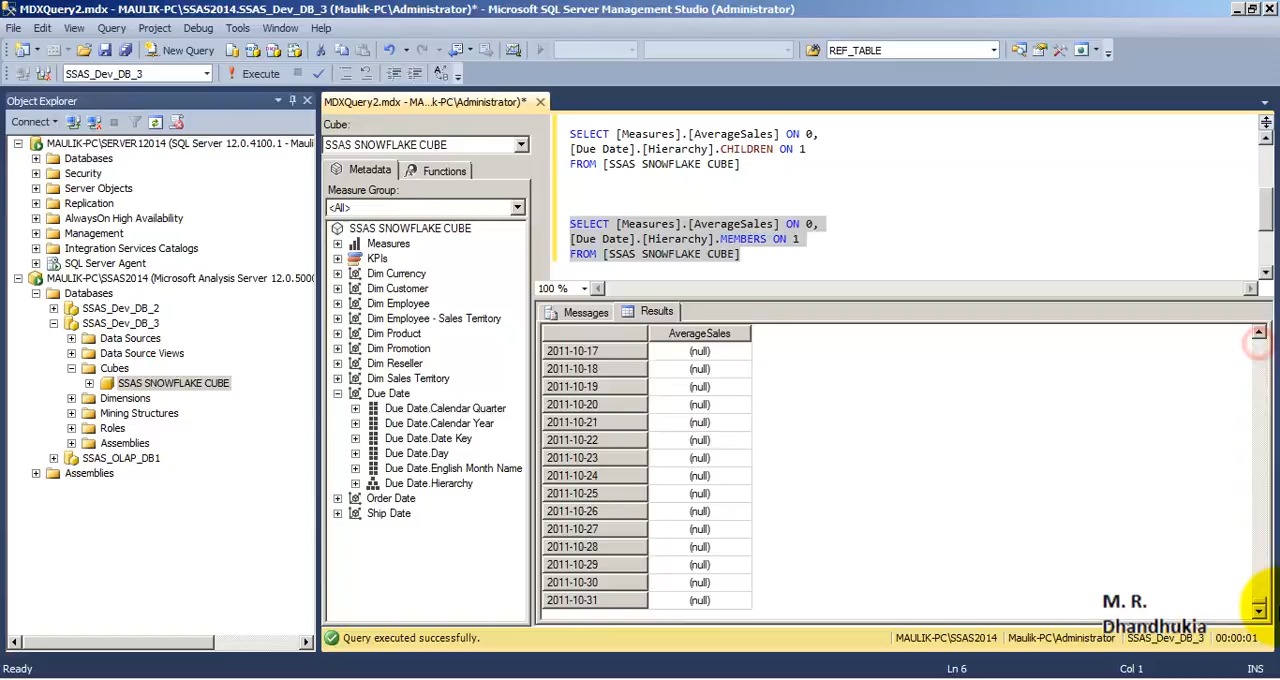 MDXQuery2.mdx - MAULIK-PC\SSAS2014.SSAS_Dev_DB_3 (Maulik-PC\Administrator)* - Microsoft SQL Server Management Studio (Administrator)
File Edit View Query Project Debug Tools Window Help
New Query REF_TABLE
SSAS_Dev_DB_3 Execute
Object Explorer
Connect
MAULIK-PC\SERVER12014 (SQL Server 12.0.4100.1 - Mauli
Databases
Security
Server Objects
Replication
AlwaysOn High Availability
Management
Integration Services Catalogs
SQL Server Agent
MAULIK-PC\SSAS2014 (Microsoft Analysis Server 12.0.5000
Databases
SSAS_Dev_DB_2
SSAS_Dev_DB_3
Data Sources
Data Source Views
Cubes
SSAS SNOWFLAKE CUBE
Dimensions
Mining Structures
Roles
Assemblies
SSAS_OLAP_DB1
Assemblies
MDXQuery2.mdx - MA...k-PC\Administrator)*
Cube:
SSAS SNOWFLAKE CUBE
Metadata Functions
Measure Group:
<All>
SSAS SNOWFLAKE CUBE
Measures
KPIs
Dim Currency
Dim Customer
Dim Employee
Dim Employee - Sales Territory
Dim Product
Dim Promotion
Dim Reseller
Dim Sales Territory
Due Date
Due Date.Calendar Quarter
Due Date.Calendar Year
Due Date.Date Key
Due Date.Day
Due Date.English Month Name
Due Date.Hierarchy
Order Date
Ship Date
SELECT [Measures].[AverageSales] ON 0,
[Due Date].[Hierarchy].CHILDREN ON 1
FROM [SSAS SNOWFLAKE CUBE]
SELECT [Measures].[AverageSales] ON 0,
[Due Date].[Hierarchy].MEMBERS ON 1
FROM [SSAS SNOWFLAKE CUBE]
100 %
Messages Results
AverageSales
2011-10-17 (null)
2011-10-18 (null)
2011-10-19 (null)
2011-10-20 (null)
2011-10-21 (null)
2011-10-22 (null)
2011-10-23 (null)
2011-10-24 (null)
2011-10-25 (null)
2011-10-26 (null)
2011-10-27 (null)
2011-10-28 (null)
2011-10-29 (null)
2011-10-30 (null)
2011-10-31 (null)
M. R.
Dhandhukia
Query executed successfully. MAULIK-PC\SSAS2014 Maulik-PC\Administrator SSAS_Dev_DB_3 00:00:01
Ready Ln 6 Col 1 INS